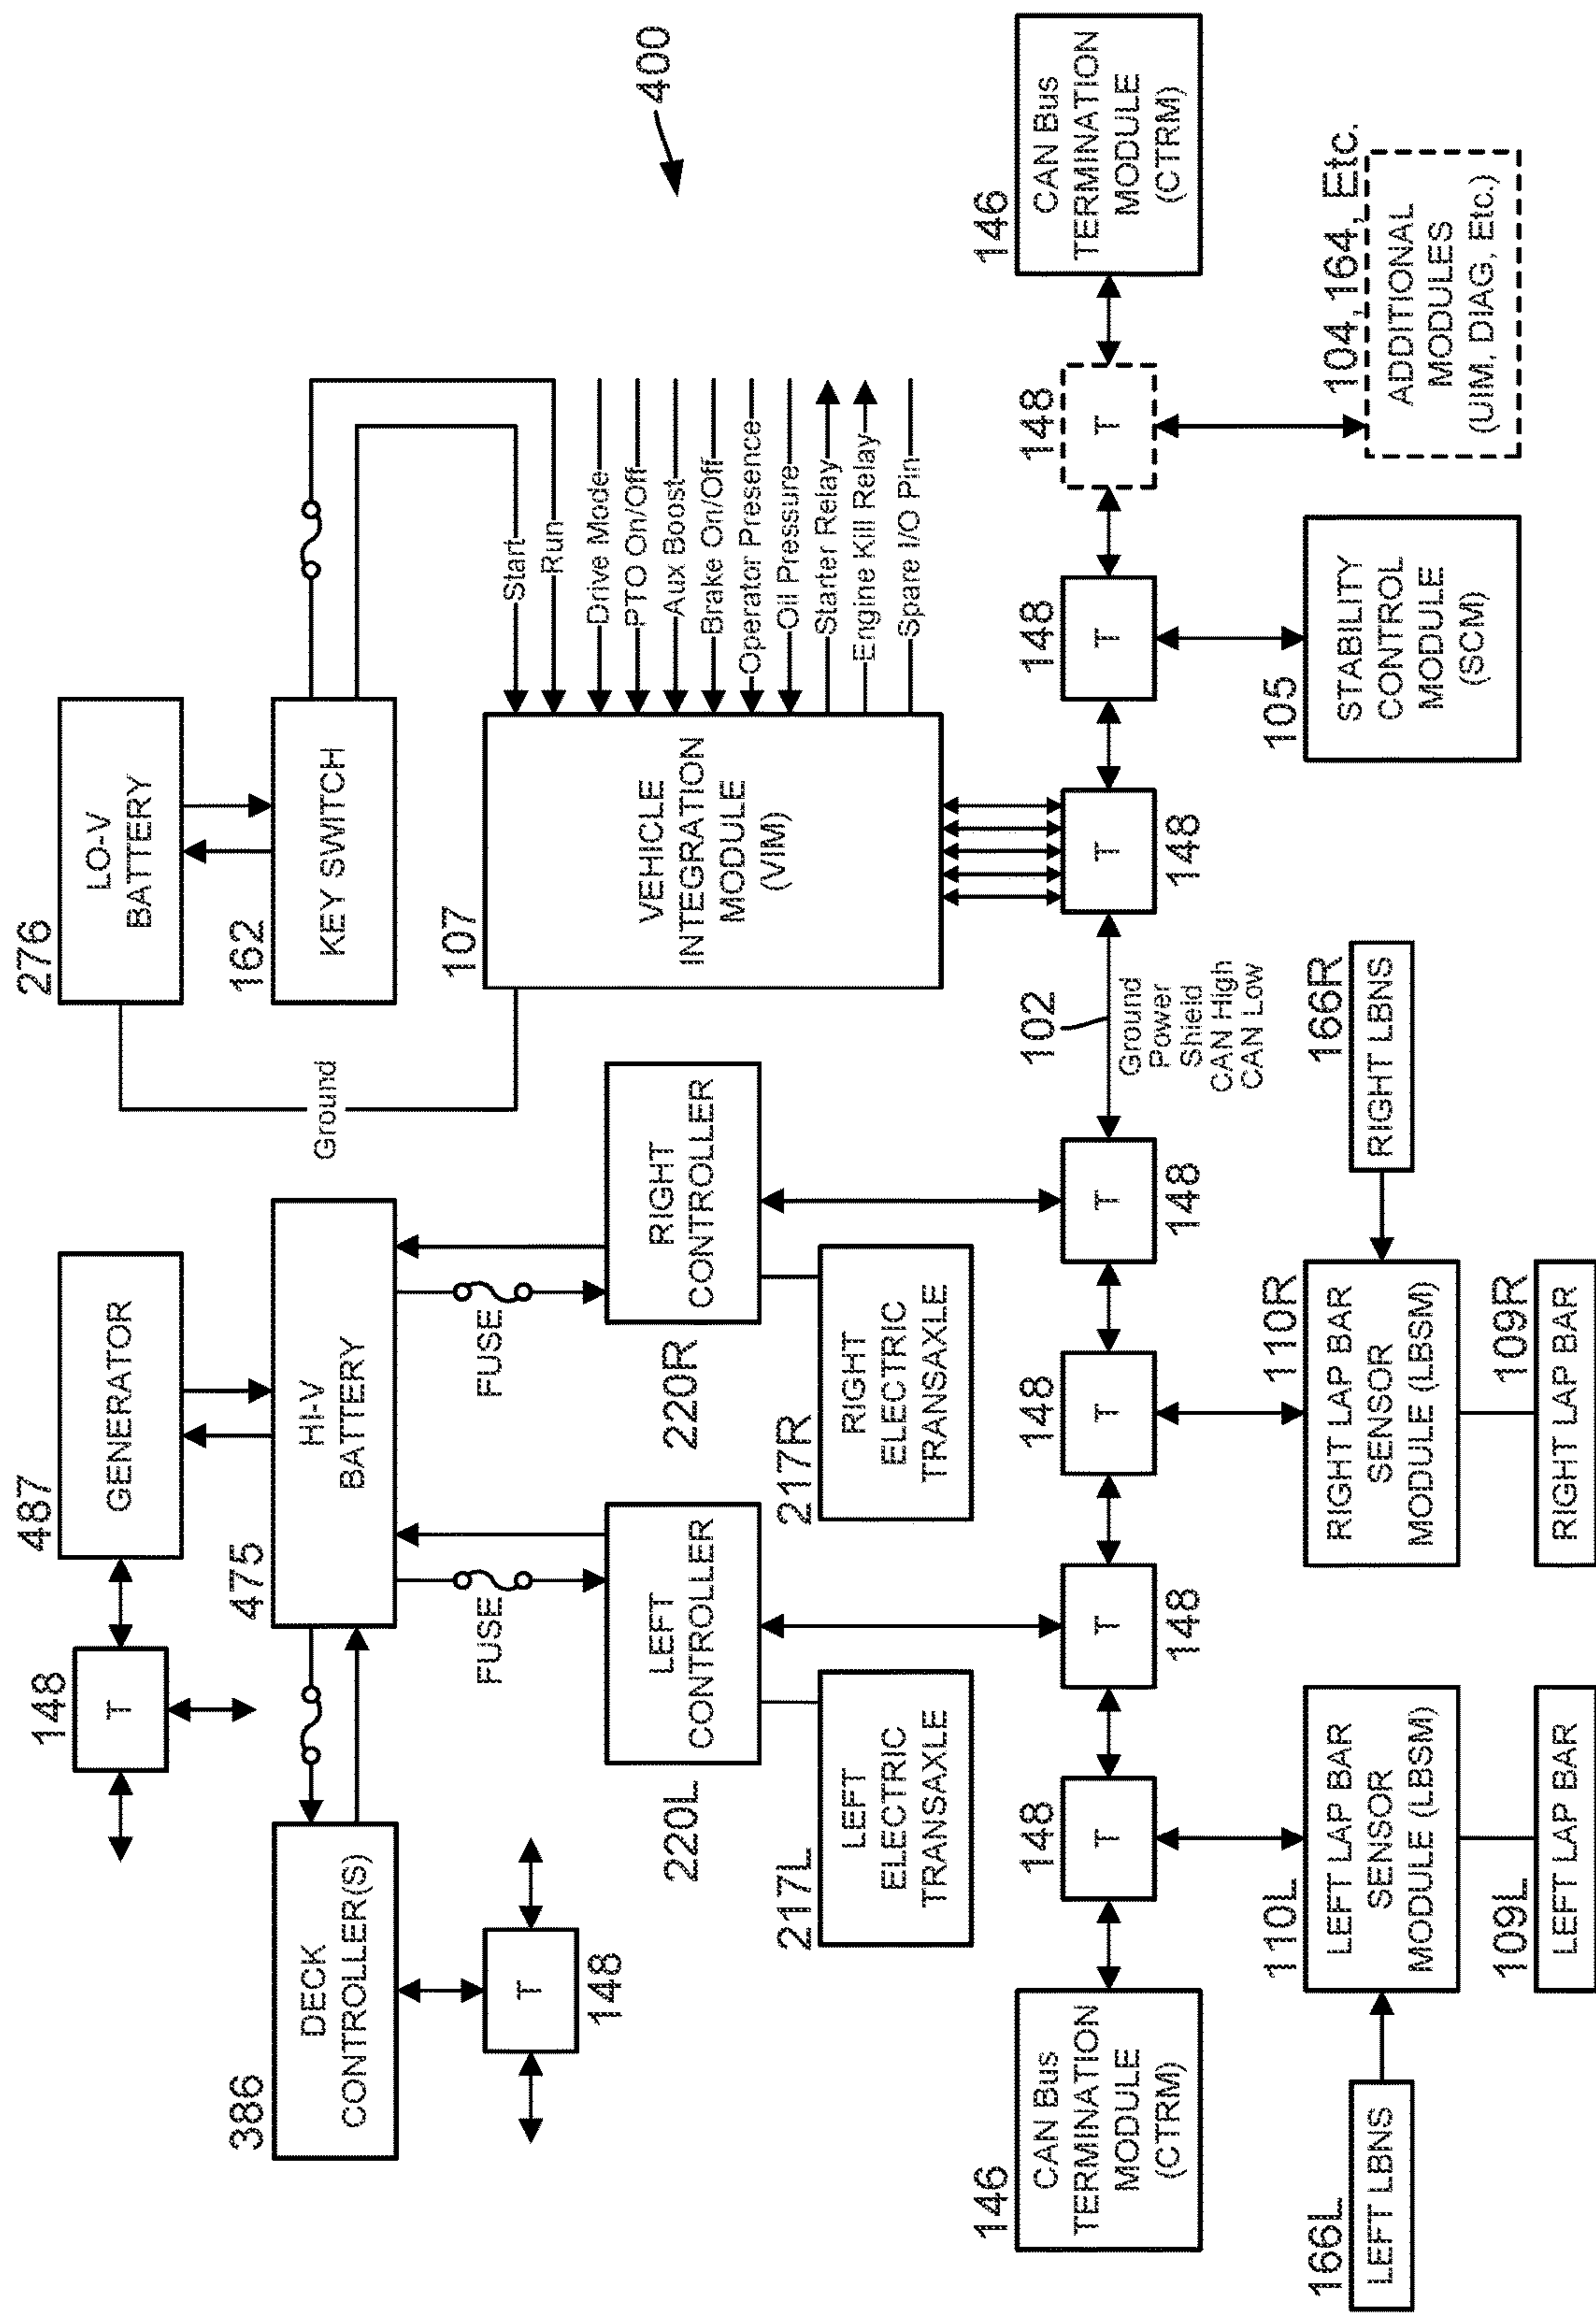 400
276
LO-V
BATTERY
162
KEY SWITCH
Ground
Start
Run
107
VEHICLE
INTEGRATION
MODULE
(VIM)
Drive Mode
PTO On/Off
Aux Boost
Brake On/Off
Operator Presence
Oil Pressure
Starter Relay
Engine Kill Relay
Spare I/O Pin
487
GENERATOR
148
T
475
HI-V
BATTERY
386
DECK
CONTROLLER(S)
T
148
FUSE
FUSE
220L
LEFT
CONTROLLER
220R
RIGHT
CONTROLLER
217L
LEFT
ELECTRIC
TRANSAXLE
217R
RIGHT
ELECTRIC
TRANSAXLE
146
CAN Bus
TERMINATION
MODULE
(CTRM)
148
T
T
148
148
T
T
148
102
Ground
Power
Shield
CAN High
CAN Low
T
148
148
T
148
T
146
CAN Bus
TERMINATION
MODULE
(CTRM)
166L
LEFT LBNS
110L
LEFT LAP BAR
SENSOR
MODULE (LBSM)
109L
LEFT LAP BAR
110R
RIGHT LAP BAR
SENSOR
MODULE (LBSM)
109R
RIGHT LAP BAR
166R
RIGHT LBNS
105
STABILITY
CONTROL
MODULE
(SCM)
104, 164, Etc.
ADDITIONAL
MODULES
(UIM, DIAG, Etc.)